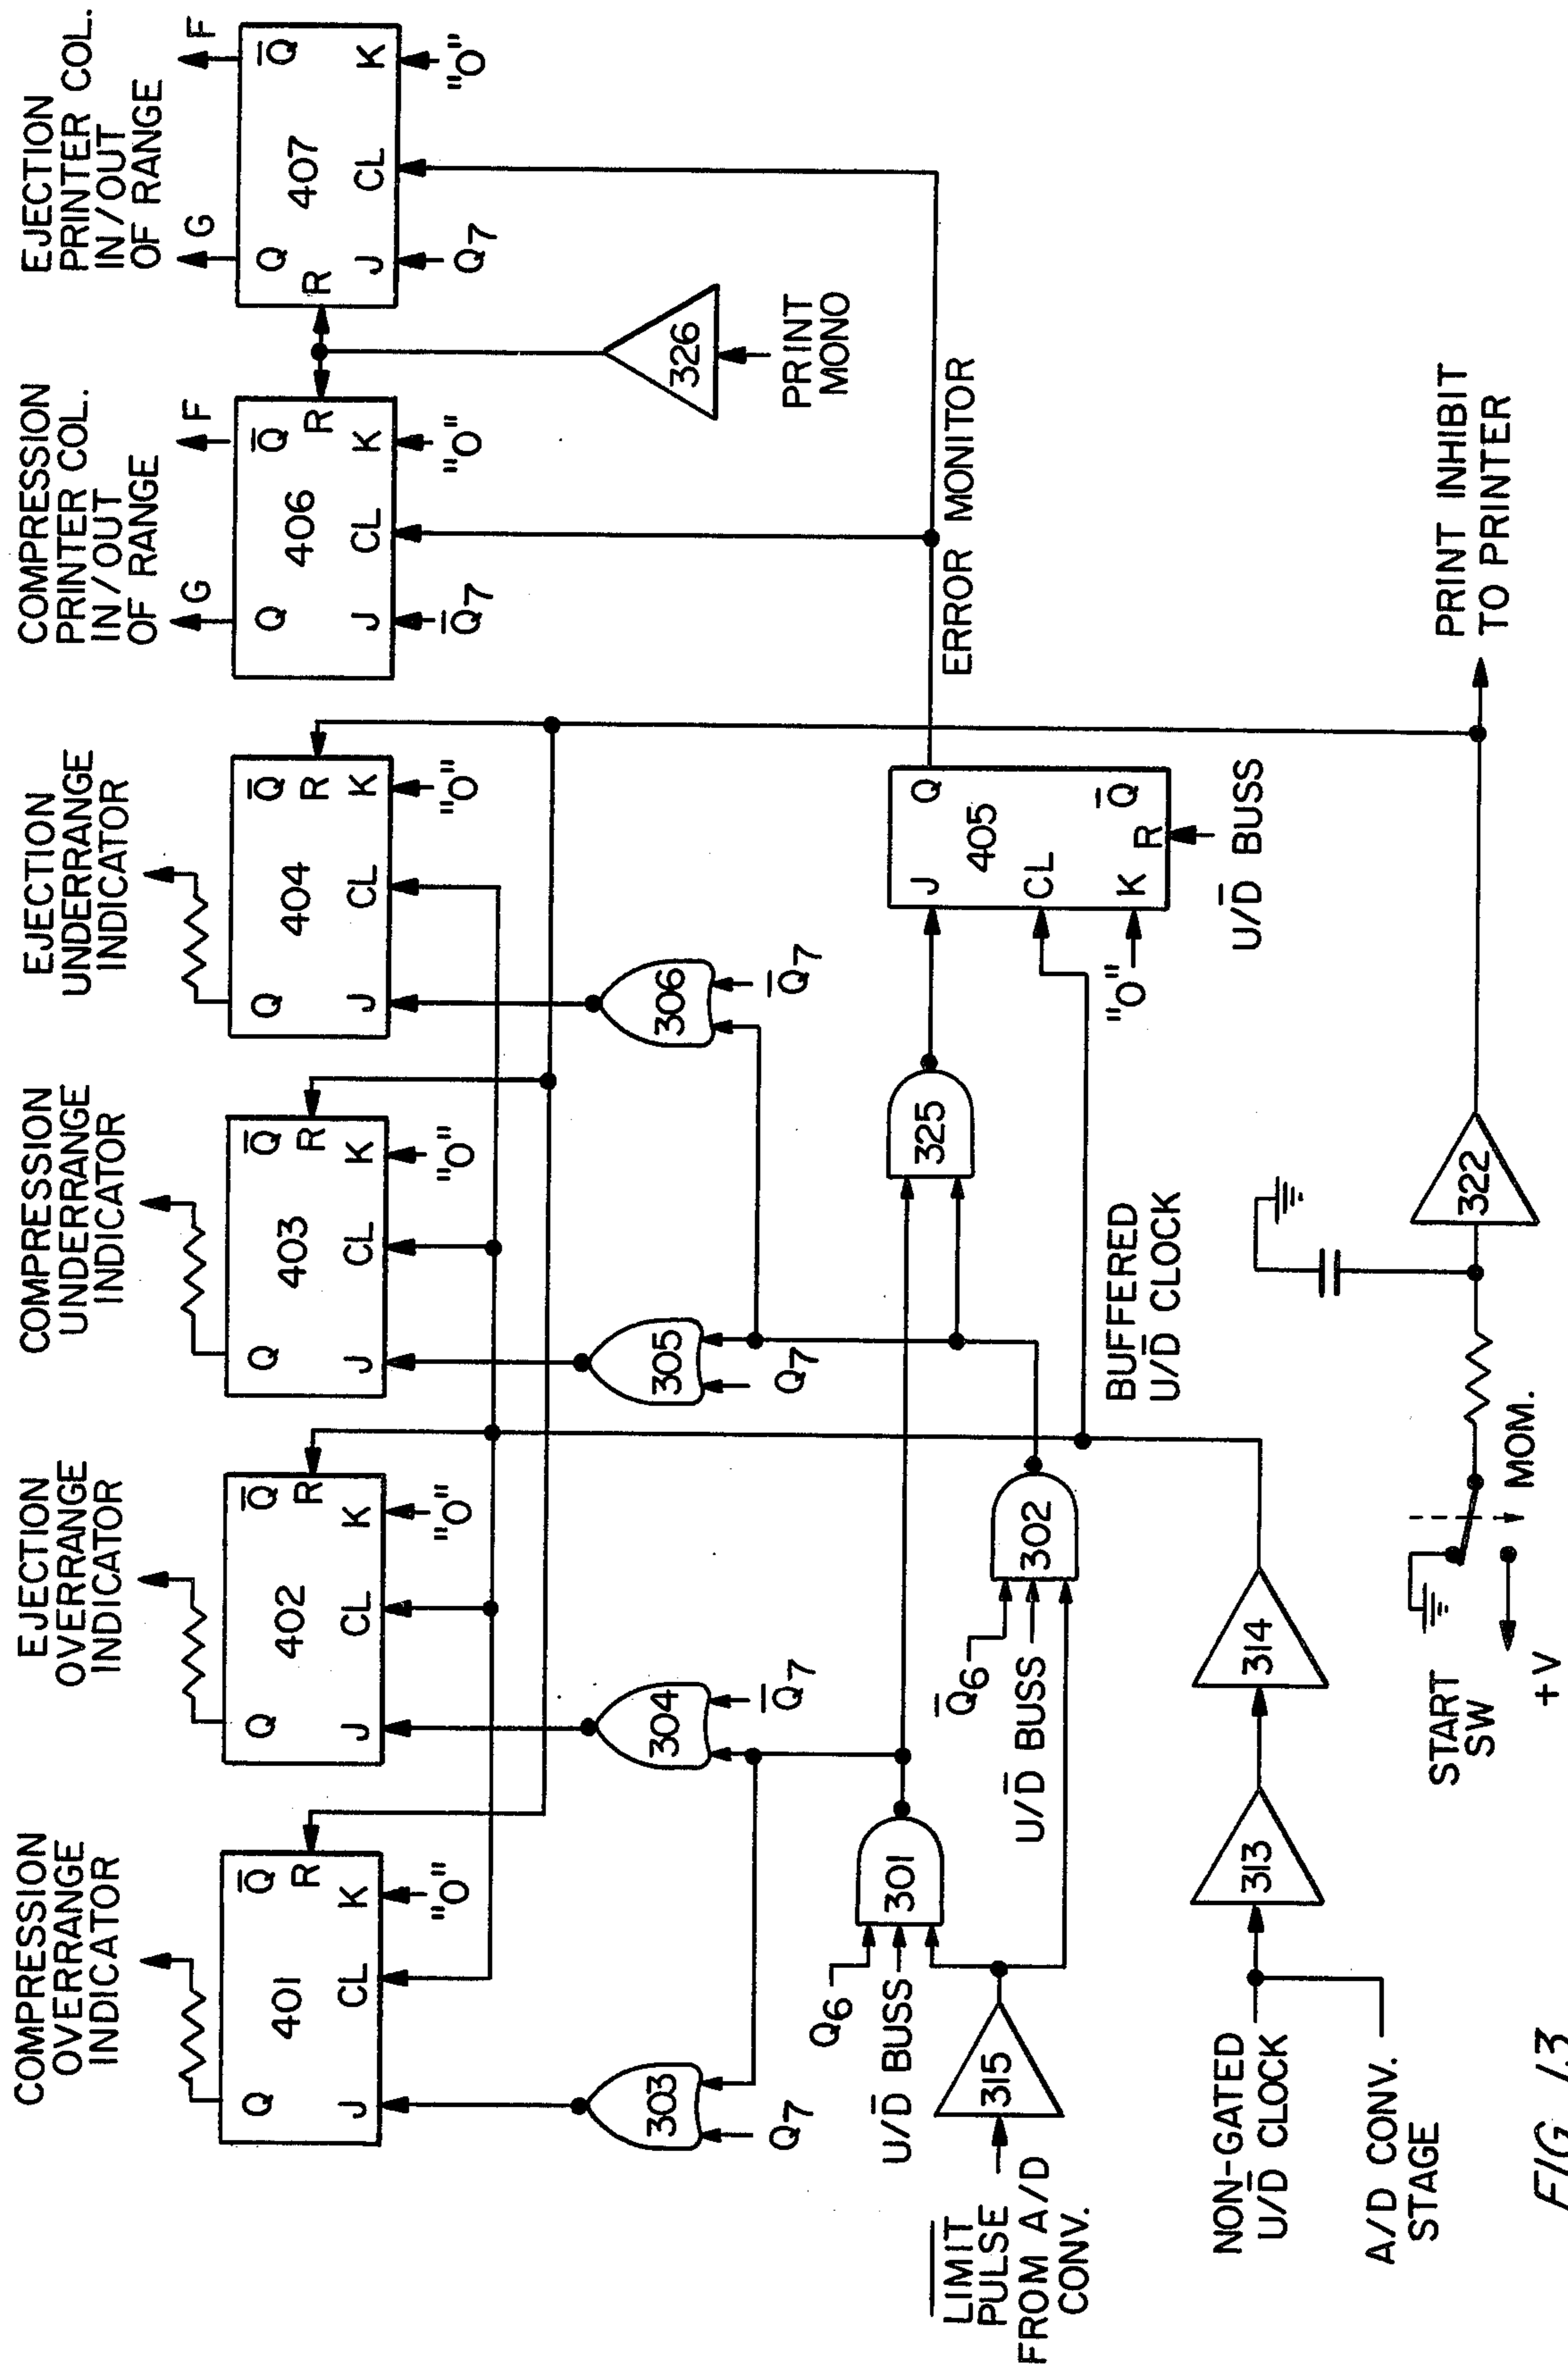 COMPRESSION
OVERRANGE
INDICATOR
EJECTION
OVERRANGE
INDICATOR
COMPRESSION
UNDERRANGE
INDICATOR
EJECTION
UNDERRANGE
INDICATOR
COMPRESSION
PRINTER COL.
IN/OUT
OF RANGE
EJECTION
PRINTER COL.
IN/OUT
OF RANGE
G F
G F
Q Q̅
401 R
J CL K
"O"
Q Q̅
402 R
J CL K
"O"
Q Q̅
403 R
J CL K
"O"
Q Q̅
404 R
J CL K
"O"
Q Q̅
406 R
J CL K
Q̅7 "O"
Q Q̅
R 407
J CL K
Q7 "O"
303
Q7
304
Q̅7
305
Q7
306
Q̅7
326
PRINT
MONO
Q6
U/D̅ BUSS
301
325
J Q
405
CL
K R Q̅
"O"
U/D̅ BUSS
ERROR MONITOR
L̅I̅M̅I̅T̅
PULSE
FROM A/D
CONV.
315
Q̅6
U/D̅ BUSS
302
BUFFERED
U/D̅ CLOCK
NON-GATED
U/D̅ CLOCK
A/D CONV.
STAGE
313
314
START
SW
+V
MOM.
322
PRINT INHIBIT
TO PRINTER
FIG. 13